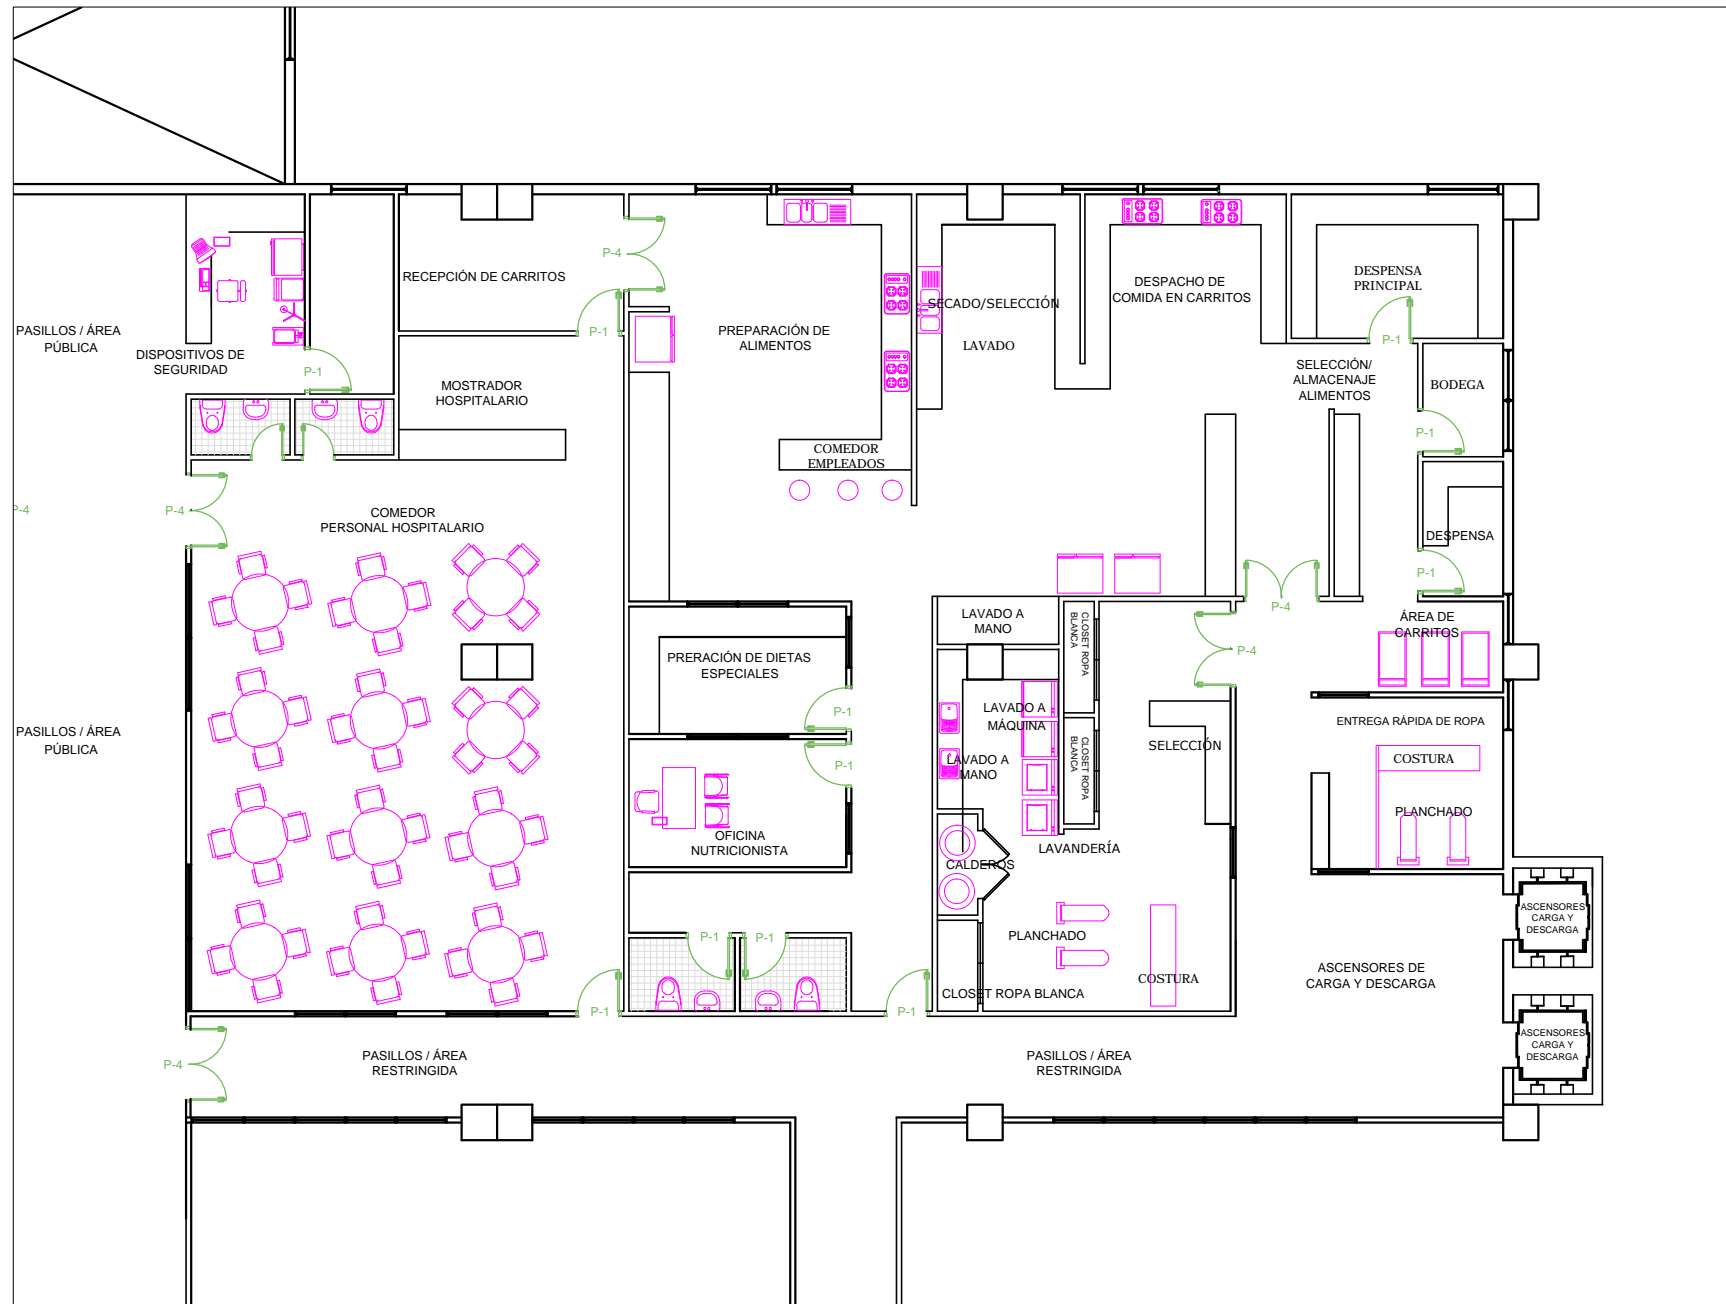 RECEPCIÓN DE CARRITOS
P-4
P-1
PASILLOS / ÁREA
PÚBLICA
DISPOSITIVOS DE
SEGURIDAD
P-1
MOSTRADOR
HOSPITALARIO
PREPARACIÓN DE
ALIMENTOS
COMEDOR
EMPLEADOS
SECADO/SELECCIÓN
LAVADO
DESPACHO DE
COMIDA EN CARRITOS
DESPENSA
PRINCIPAL
P-1
SELECCIÓN/
ALMACENAJE
ALIMENTOS
BODEGA
P-1
DESPENSA
P-1
P-4
P-4
P-4
COMEDOR
PERSONAL HOSPITALARIO
PRERACIÓN DE DIETAS
ESPECIALES
P-1
P-1
OFICINA
NUTRICIONISTA
LAVADO A
MANO
CLOSET ROPA
BLANCA
CLOSET ROPA
BLANCA
LAVADO A
MÁQUINA
LAVADO A
MANO
CALDEROS
LAVANDERÍA
SELECCIÓN
P-4
ÁREA DE
CARRITOS
ENTREGA RÁPIDA DE ROPA
COSTURA
PLANCHADO
PASILLOS / ÁREA
PÚBLICA
PLANCHADO
COSTURA
CLOSET ROPA BLANCA
P-1
P-1
P-1
P-1
ASCENSORES DE
CARGA Y DESCARGA
ASCENSORES
CARGA Y
DESCARGA
ASCENSORES
CARGA Y
DESCARGA
P-4
PASILLOS / ÁREA
RESTRINGIDA
PASILLOS / ÁREA
RESTRINGIDA